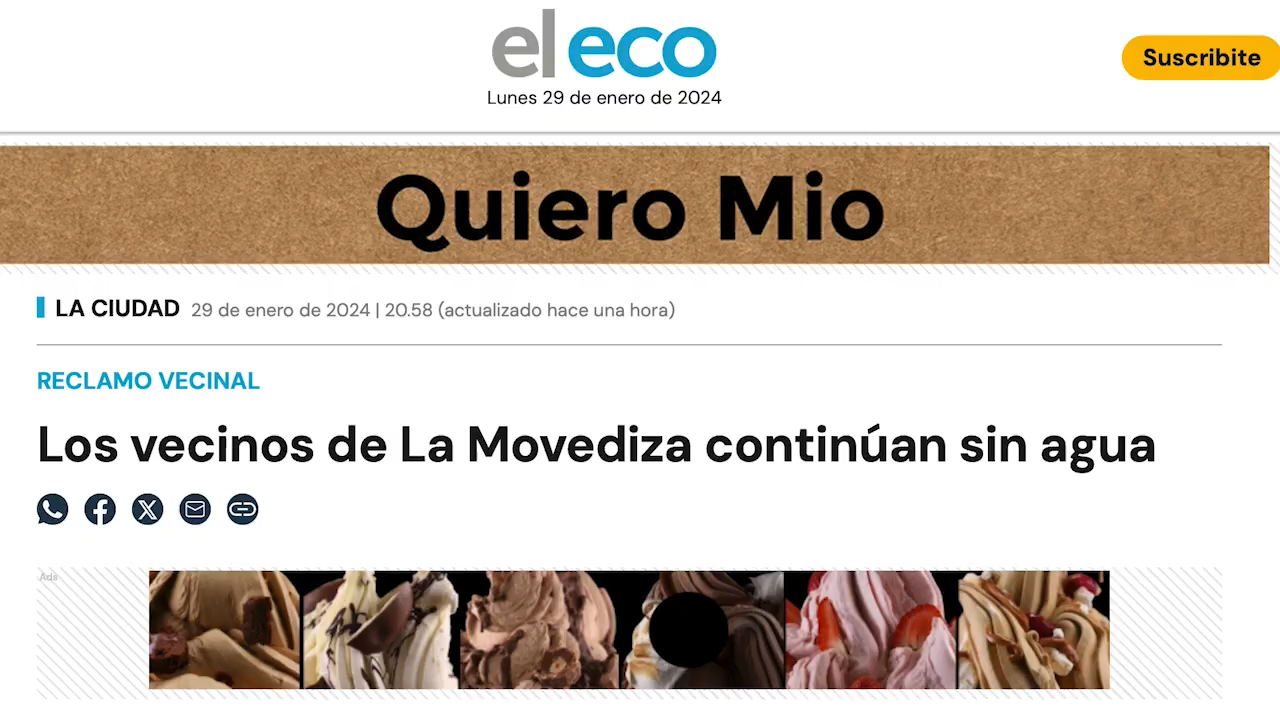 el eco
Suscribite
Lunes 29 de enero de 2024
Quiero Mio
LA CIUDAD 29 de enero de 2024 | 20.58 (actualizado hace una hora)
RECLAMO VECINAL
Los vecinos de La Movediza continúan sin agua
Ads